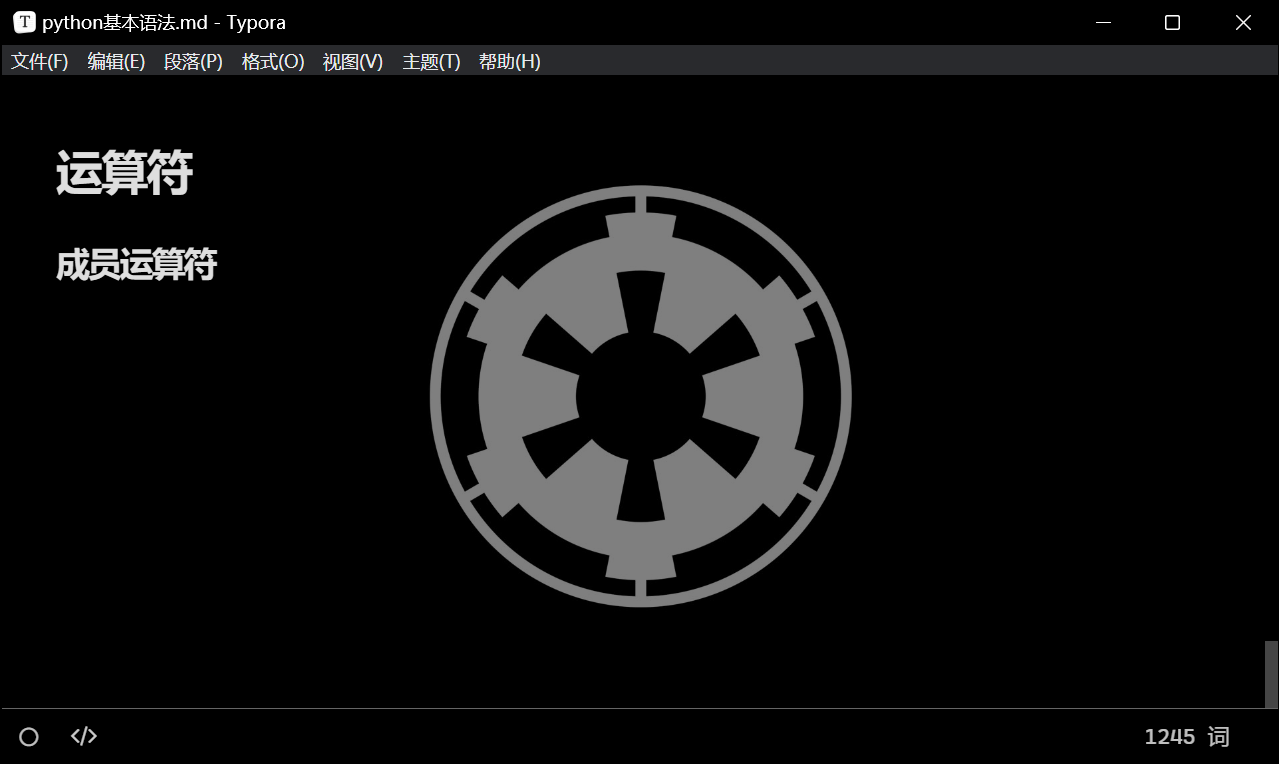 T python基本语法.md - Typora
文件(F) 编辑(E) 段落(P) 格式(O) 视图(V) 主题(T) 帮助(H)
运算符
成员运算符
</> 1245 词